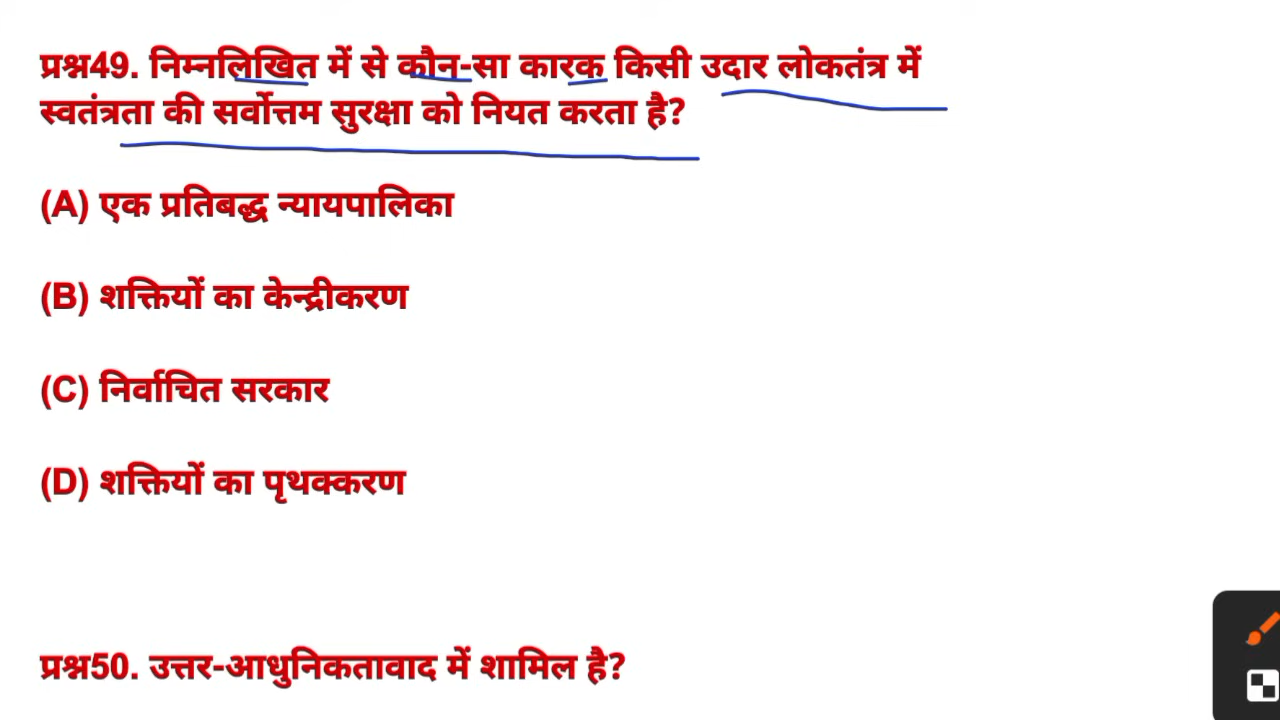 प्रश्न49. निम्नलिखित में से कौन-सा कारक किसी उदार लोकतंत्र में
स्वतंत्रता की सर्वोत्तम सुरक्षा को नियत करता है?
(A) एक प्रतिबद्ध न्यायपालिका
(B) शक्तियों का केन्द्रीकरण
(C) निर्वाचित सरकार
(D) शक्तियों का पृथक्करण
प्रश्न50. उत्तर-आधुनिकतावाद में शामिल है?